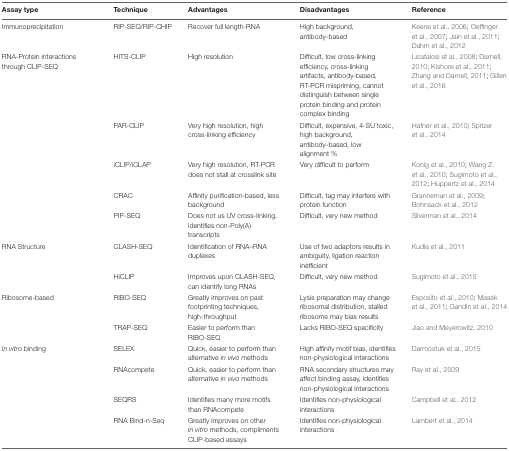 Assay type Technique Advantages Disadvantages Reference
Immunoprecipitation RIP-SEQ/RIP-CHIP Recover full length-RNA High background, Keene et al., 2006; Oeffinger
antibody-based et al., 2007; Jain et al., 2011;
Dahm et al., 2012
RNA-Protein interactions HITS-CLIP High resolution Difficult, low cross-linking Licatalosi et al., 2008; Darnell,
through CLIP-SEQ efficiency, cross-linking 2010; Kishore et al., 2011;
artifacts, antibody-based, Zhang and Darnell, 2011; Gillen
RT-PCR mispriming, cannot et al., 2016
distinguish between single
protein binding and protein
complex binding
PAR-CLIP Very high resolution, high Difficult, expensive, 4-SU toxic, Hafner et al., 2010; Spitzer
cross-linking efficiency high background, et al., 2014
antibody-based, low
alignment %
iCLIP/iCLAP Very high resolution, RT-PCR Very difficult to perform Konig et al., 2010; Wang Z.
does not stall at crosslink site et al., 2010; Sugimoto et al.,
2012; Huppertz et al., 2014
CRAC Affinity purification-based, less Difficult, tag may interfere with Granneman et al., 2009;
background protein function Bohnsack et al., 2012
PIP-SEQ Does not us UV cross-linking, Difficult, very new method Silverman et al., 2014
identifies non-Poly(A)
transcripts
RNA Structure CLASH-SEQ Identification of RNA–RNA Use of two adaptors results in Kudla et al., 2011
duplexes ambiguity, ligation reaction
inefficient
HiCLIP Improves upon CLASH-SEQ, Difficult, very new method Sugimoto et al., 2015
can identify long RNAs
Ribosome-based RIBO-SEQ Greatly improves on past Lysis preparation may change Esposito et al., 2010; Masek
footprinting techniques, ribosomal distribution, stalled et al., 2011; Gandin et al., 2014
high-throughput ribosome may bias results
TRAP-SEQ Easier to perform than Lacks RIBO-SEQ specificity Jiao and Meyerowitz, 2010
RIBO-SEQ
In vitro binding SELEX Quick, easier to perform than High affinity motif bias, identifies Darmostuk et al., 2015
alternative in vivo methods non-physiological interactions
RNAcompete Quick, easier to perform than RNA secondary structures may Ray et al., 2009
alternative in vivo methods affect binding assay, identifies
non-physiological interactions
SEQRS Identifies many more motifs Identifies non-physiological Campbell et al., 2012
than RNAcompete interactions
RNA Bind-n-Seq Greatly improves on other Identifies non-physiological Lambert et al., 2014
in vitro methods, compliments interactions
CLIP-based assays